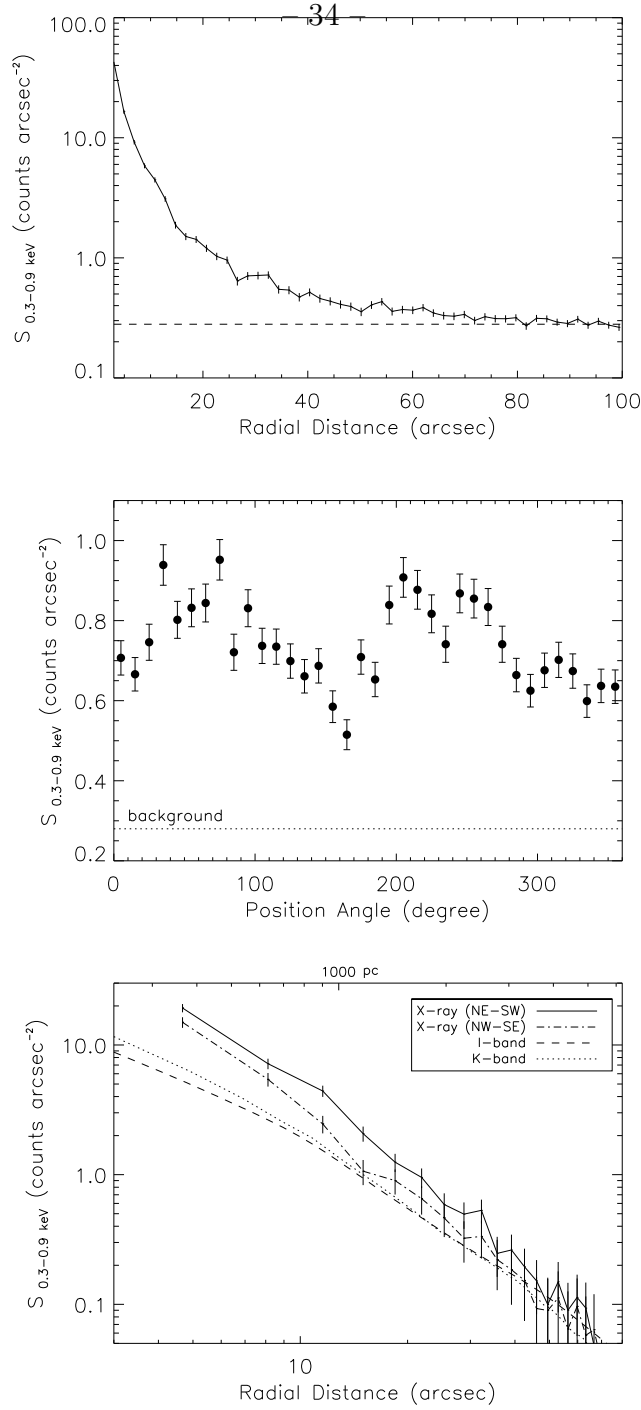 – 34 –
100.0
10.0
1.0
0.1
S 0.3−0.9 keV (counts arcsec−2)
20 40 60 80 100
Radial Distance (arcsec)
1.0
0.8
0.6
0.4
0.2
S 0.3−0.9 keV (counts arcsec−2)
background
0 100 200 300
Position Angle (degree)
1000 pc
10.0
1.0
0.1
S 0.3−0.9 keV (counts arcsec−2)
X−ray (NE−SW)
X−ray (NW−SE)
I−band
K−band
10
Radial Distance (arcsec)